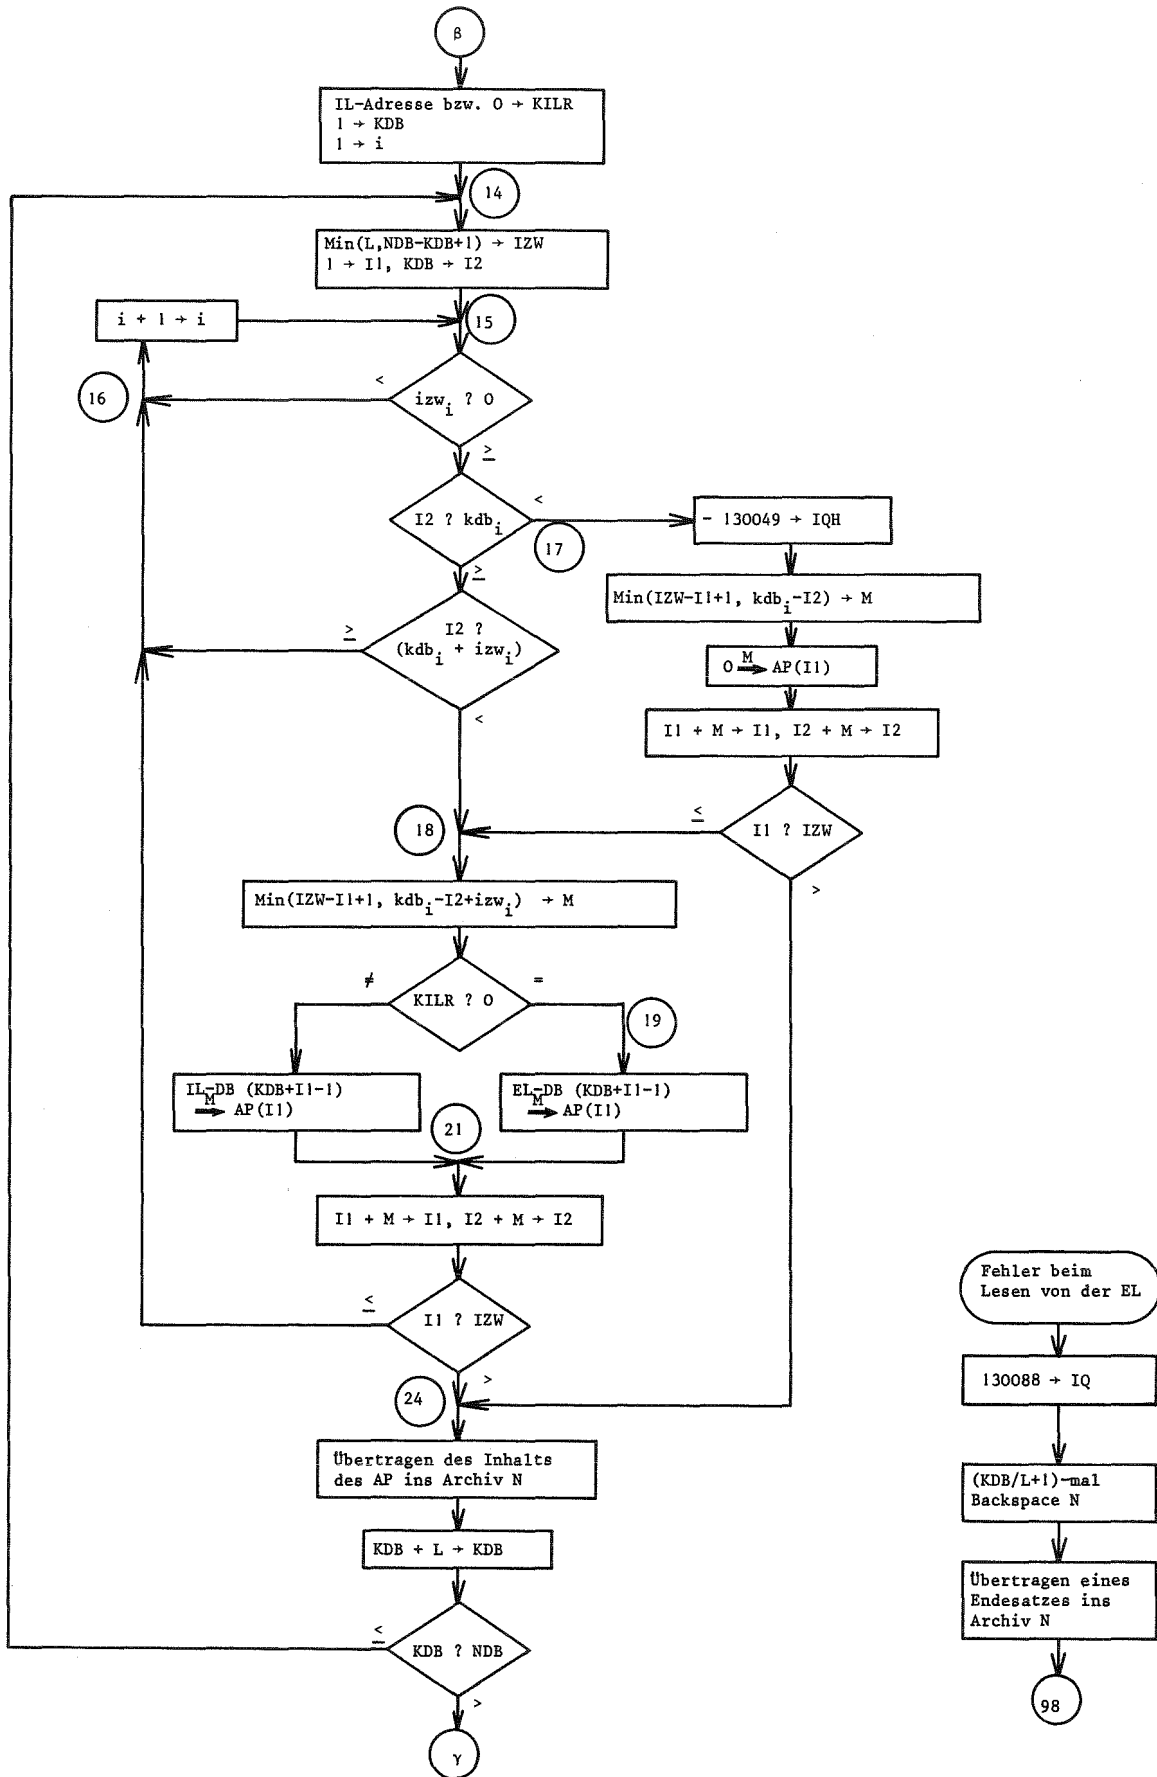 β
IL-Adresse bzw. O → KILR
1 → KDB
1 → i
14
Min(L,NDB-KDB+1) → IZW
1 → I1, KDB → I2
i + 1 → i
15
16
<
izw_i ? O
≥
I2 ? kdb_i
<
17
- 130049 → IQH
≥
Min(IZW-I1+1, kdb_i-I2) → M
≥
I2 ?
(kdb_i + izw_i)
M
O → AP(I1)
<
I1 + M → I1, I2 + M → I2
18
≤
I1 ? IZW
>
Min(IZW-I1+1, kdb_i-I2+izw_i) → M
≠
KILR ? O
=
19
IL-DB (KDB+I1-1)
M
→ AP(I1)
EL-DB (KDB+I1-1)
M
→ AP(I1)
21
I1 + M → I1, I2 + M → I2
≤
I1 ? IZW
>
24
Übertragen des Inhalts
des AP ins Archiv N
KDB + L → KDB
≤
KDB ? NDB
>
γ
Fehler beim
Lesen von der EL
130088 → IQ
(KDB/L+1)-mal
Backspace N
Übertragen eines
Endesatzes ins
Archiv N
98